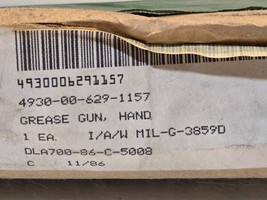 4930006291157
4930-00-629-1157
GREASE GUN, HAND
1 EA. I/A/W MIL-G-3859D
DLA700-86-C-5008
C 11/86